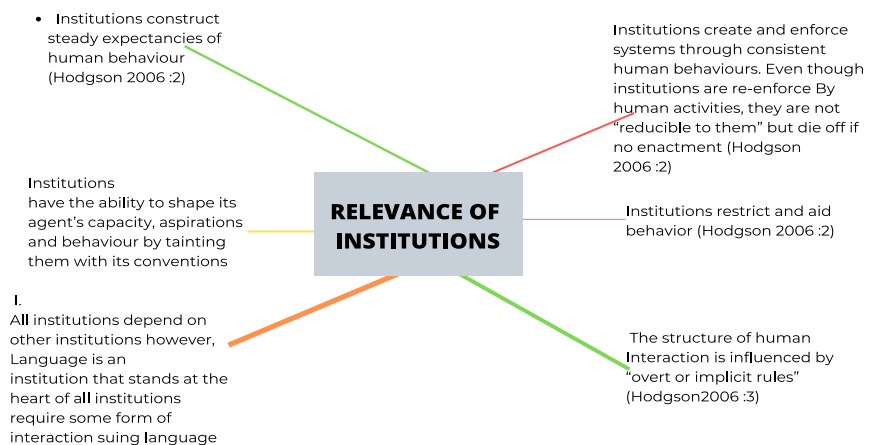 • Institutions construct
steady expectancies of
human behaviour
(Hodgson 2006 :2)
Institutions create and enforce
systems through consistent
human behaviours. Even though
institutions are re-enforce By
human activities, they are not
“reducible to them” but die off if
no enactment (Hodgson
2006 :2)
Institutions
have the ability to shape its
agent’s capacity, aspirations
and behaviour by tainting
them with its conventions
RELEVANCE OF
INSTITUTIONS
Institutions restrict and aid
behavior (Hodgson 2006 :2)
I.
All institutions depend on
other institutions however,
Language is an
institution that stands at the
heart of all institutions
require some form of
interaction suing language
The structure of human
Interaction is influenced by
“overt or implicit rules”
(Hodgson2006 :3)